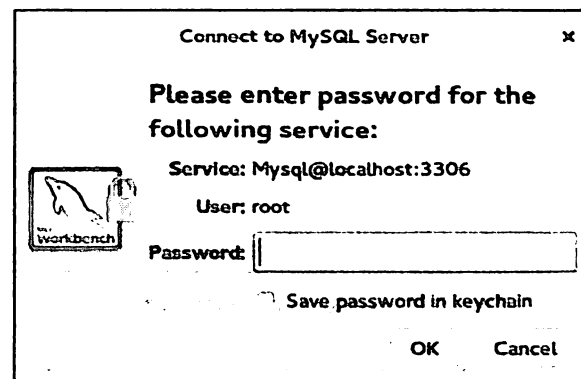 Connect to MySQL Server ×
Please enter password for the
following service:
Service: Mysql@localhost:3306
User: root
Workbench
Password:
Save password in keychain
OK Cancel